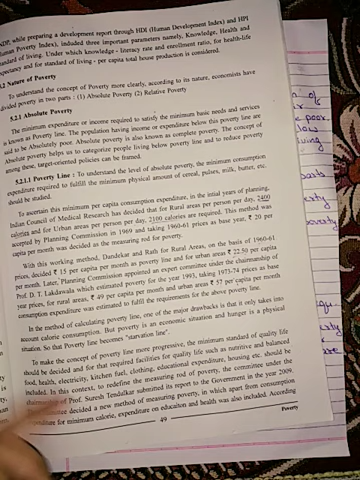 NDP, while preparing a development report through HDI (Human Development Index) and HPI
(Human Poverty Index), included three important parameters namely, Knowledge, Health and
standard of living. Under which knowledge - literacy rate and enrollment ratio, for health-life
expectancy and for standard of living - per capita total house production is considered.
.2 Nature of Poverty
To understand the concept of Poverty more clearly, according to its nature, economists have
divided poverty in two parts : (1) Absolute Poverty (2) Relative Poverty
5.2.1 Absolute Poverty
The minimum expenditure or income required to satisfy the minimum basic needs and services
is known as Poverty line. The population having income or expenditure below this poverty line are
said to be Absolutely poor. Absolute poverty is also known as complete poverty. The concept of
Absolute poverty helps us to categorize people living below poverty line and to reduce poverty
among these, target-oriented policies can be framed.
5.2.1.1 Poverty Line : To understand the level of absolute poverty, the minimum consumption
expenditure required to fulfill the minimum physical amount of cereal, pulses, milk, butter, etc.
should be studied.
To ascertain this minimum per capita consumption expenditure, in the intial years of planning,
Indian Council of Medical Research has decided that for Rural areas per person per day, 2400
calories and for Urban areas per person per day, 2100 calories are required. This method was
accepted by Planning Commission in 1969 and taking 1960-61 prices as base year, ₹ 20 per
capita per month was decided as the measuring rod for poverty.
With this working method, Dandekar and Rath for Rural Areas, on the basis of 1960-61
prices, decided ₹ 15 per capita per month as poverty line and for urban areas ₹ 22.50 per capita
per month. Later, Planning Commission appointed an expert committee under the chairmanship of
Prof. D. T. Lakdawala which estimated poverty for the year 1993, taking 1973-74 prices as base
year prices, for rural areas, ₹ 49 per capita per month and urban areas ₹ 57 per capita per month
consumption expenditure was estimated to fulfil the requirements for the above poverty line.
In the method of calculating poverty line, one of the major drawbacks is that it only takes into
account calorie consumption. But poverty is an economic situation and hunger is a physical
situation. So that Poverty line becomes "starvation line".
To make the concept of poverty line more progressive, the minimum standard of quality life
should be decided and for that required facilities for quality life such as nutritive and balanced
food, health, electricity, kitchen fuel, clothing, educational expenditure, housing etc. should be
included. In this context, to redefine the measuring rod of poverty, the committee under the
chairmanship of Prof. Suresh Tendulkar submitted its report to the Government in the year 2009.
committee decided a new method of measuring poverty, in which apart from consumption
expenditure for minimum calorie, expenditure on education and health was also included. According
49
Poverty
of
poor
low
living
poverty